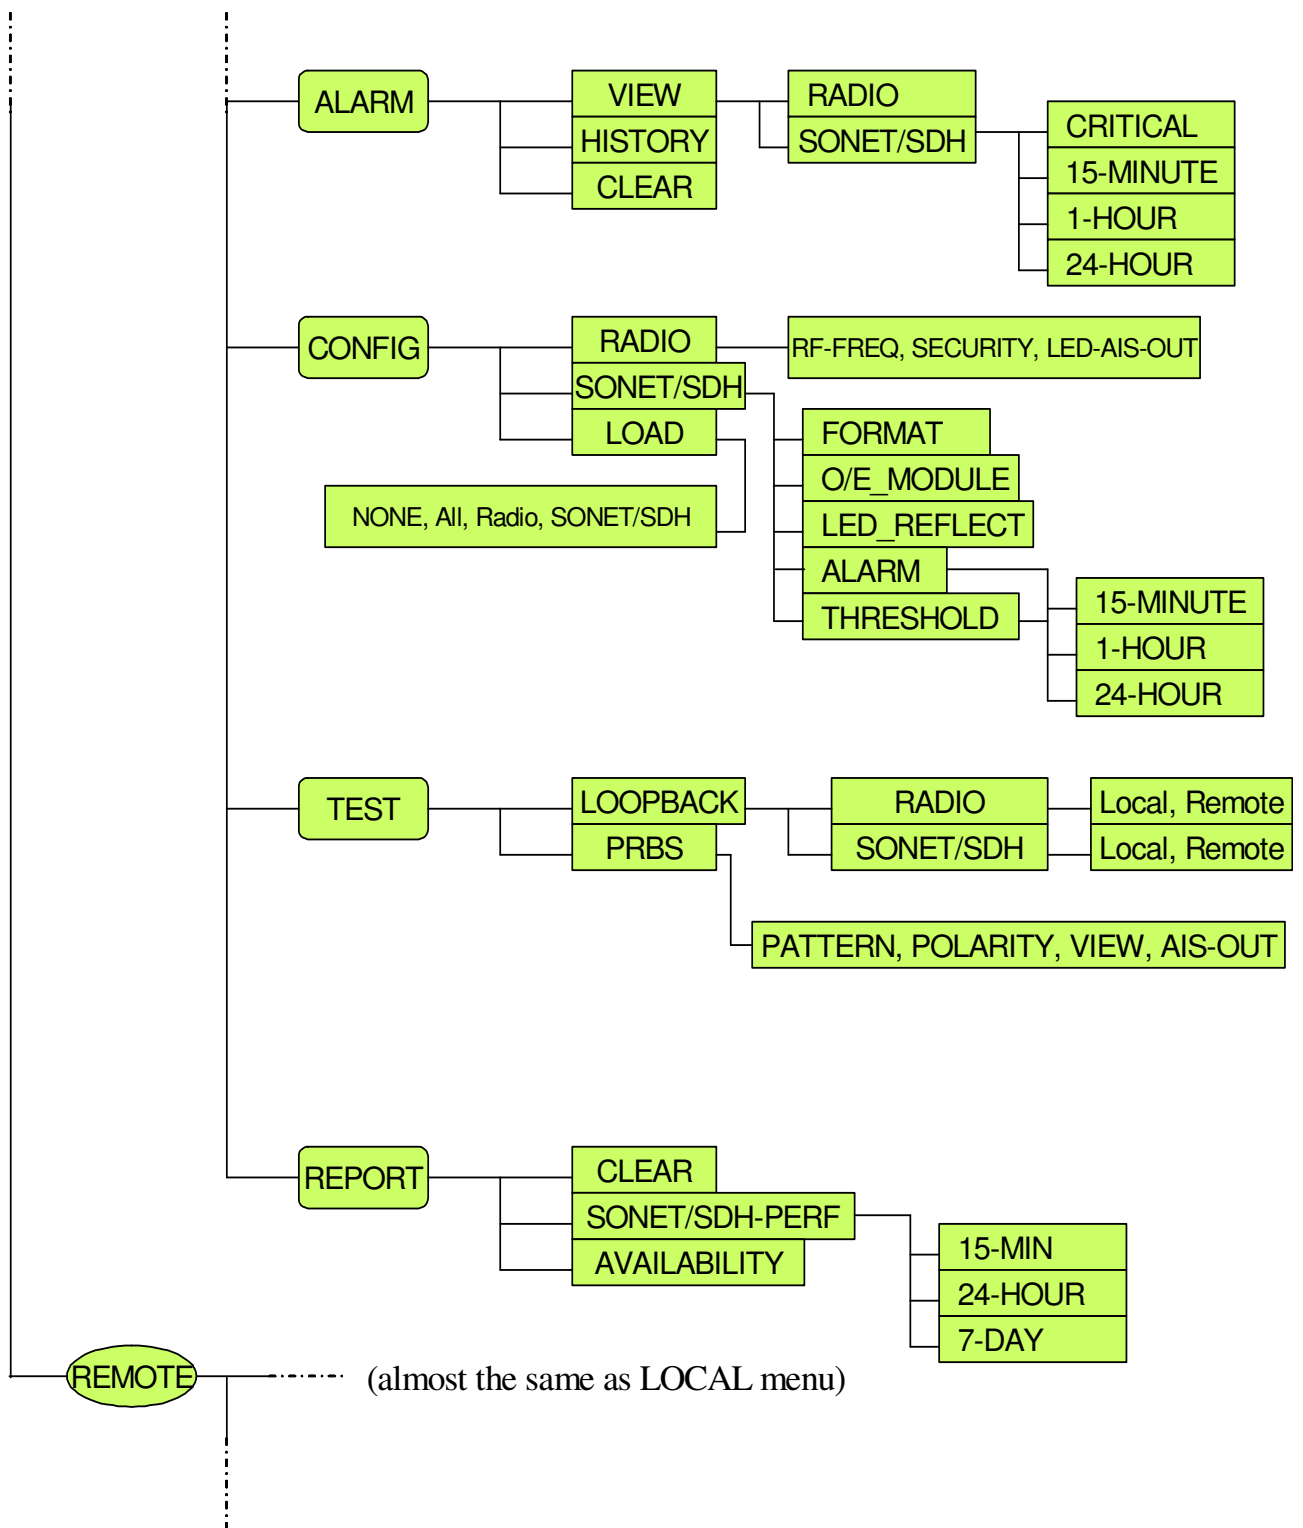 ALARM
VIEW
RADIO
HISTORY
SONET/SDH
CLEAR
CRITICAL
15-MINUTE
1-HOUR
24-HOUR
CONFIG
RADIO
RF-FREQ, SECURITY, LED-AIS-OUT
SONET/SDH
LOAD
NONE, All, Radio, SONET/SDH
FORMAT
O/E_MODULE
LED_REFLECT
ALARM
THRESHOLD
15-MINUTE
1-HOUR
24-HOUR
TEST
LOOPBACK
RADIO
Local, Remote
PRBS
SONET/SDH
Local, Remote
PATTERN, POLARITY, VIEW, AIS-OUT
REPORT
CLEAR
SONET/SDH-PERF
AVAILABILITY
15-MIN
24-HOUR
7-DAY
REMOTE
(almost the same as LOCAL menu)